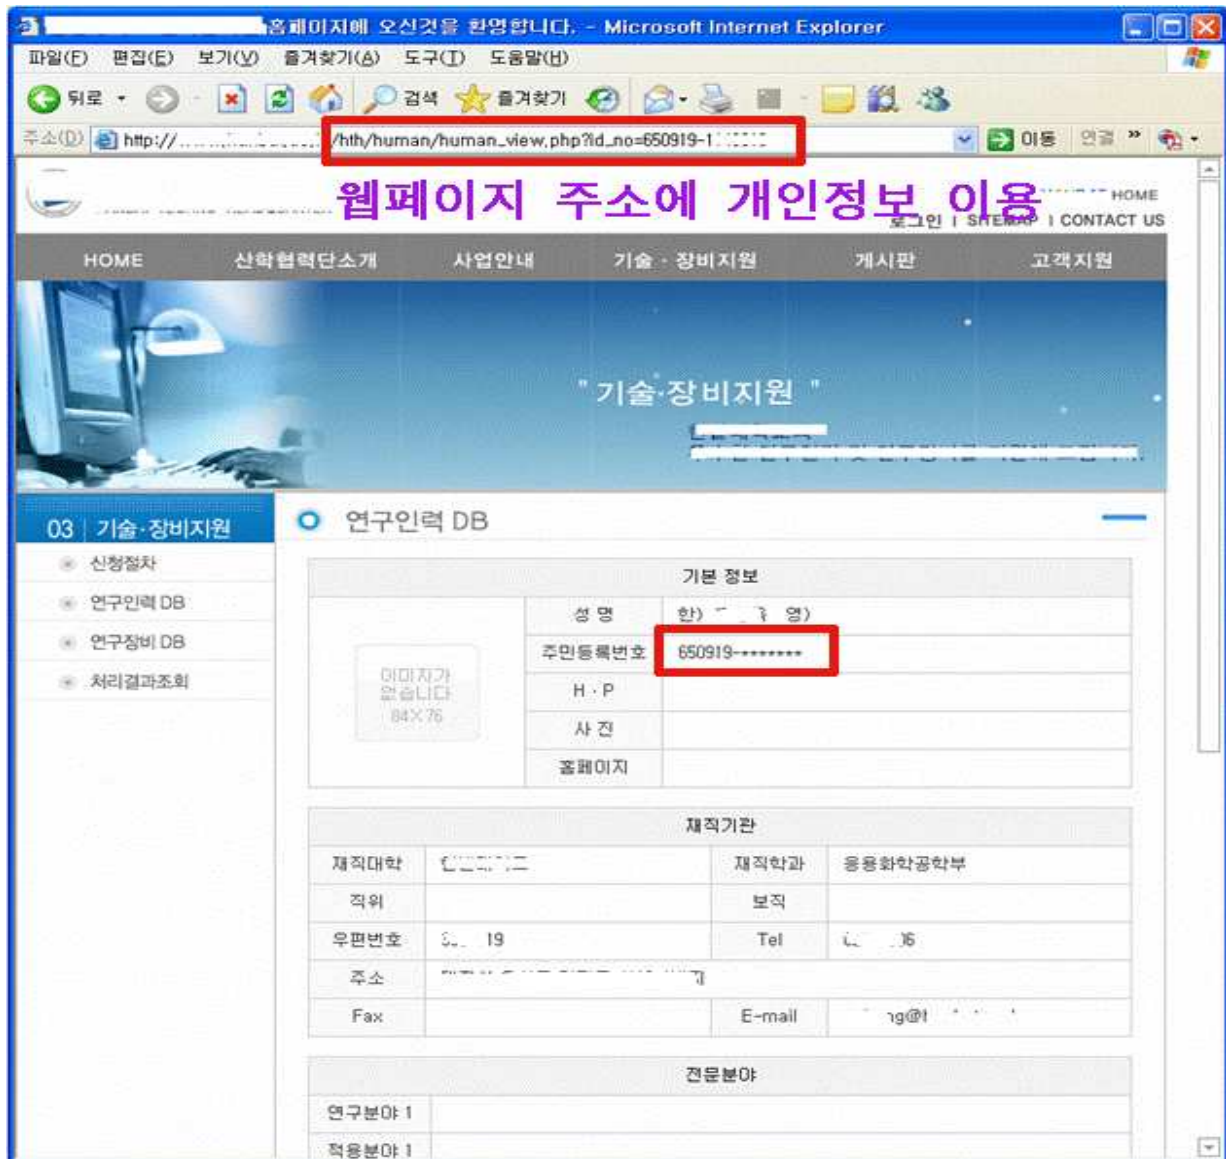 홈페이지에 오신것을 환영합니다. - Microsoft Internet Explorer
파일(F) 편집(E) 보기(V) 즐겨찾기(A) 도구(T) 도움말(H)
뒤로 검색 즐겨찾기
주소(D) http:// /hth/human/human_view.php?id_no=650919-1 이동 연결 »
웹페이지 주소에 개인정보 이용
HOME
로그인 | SITEMAP | CONTACT US
HOME 산학협력단소개 사업안내 기술 · 장비지원 게시판 고객지원
" 기술·장비지원 "
03 기술·장비지원
신청절차
연구인력 DB
연구장비 DB
처리결과조회
연구인력 DB
기본 정보
이미지가
없습니다
84×76
성 명 한) 영)
주민등록번호 650919-*******
H · P
사 진
홈페이지
재직기관
재직대학 재직학과 응용화학공학부
직위 보직
우편번호 19 Tel 06
주소
Fax E-mail
전문분야
연구분야 1
적용분야 1